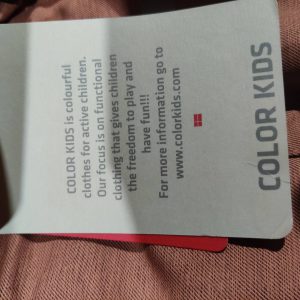 COLOR KIDS is colourful
clothes for active children.
Our focus is on functional
clothing that gives children
the freedom to play and
have fun!!!
For more information go to
www.colorkids.com
COLOR KIDS